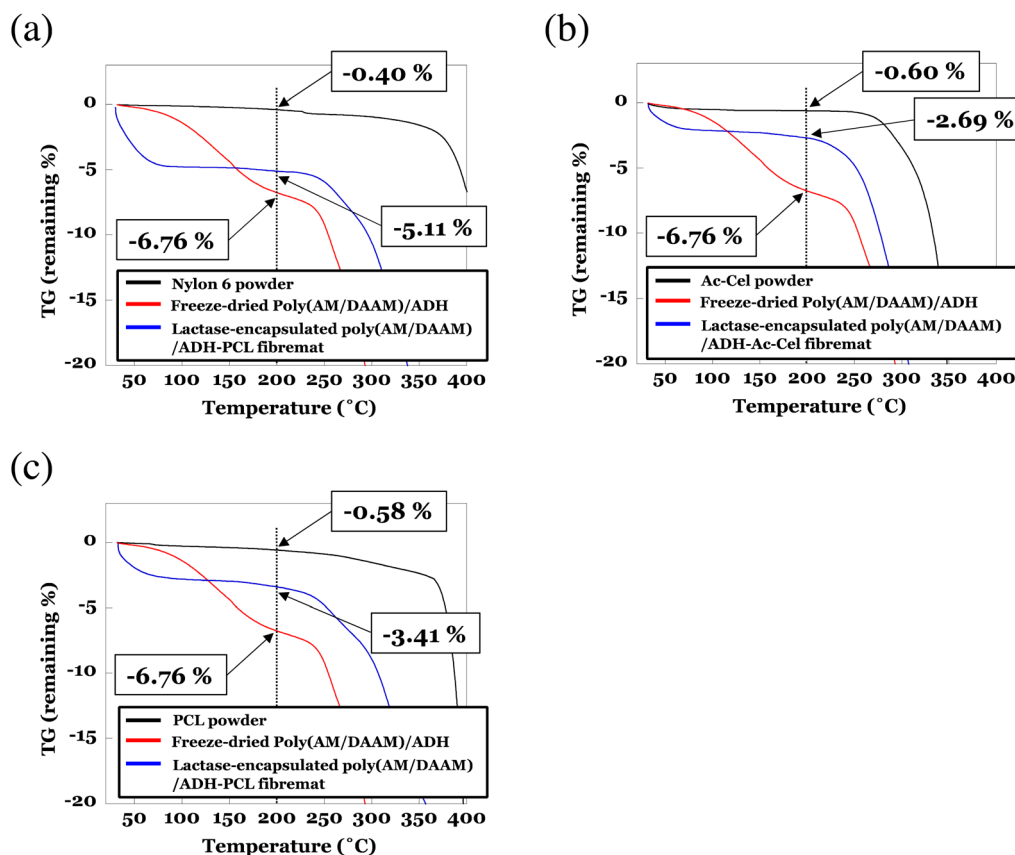 (a)
-0.40 %
0
-5
-10
-15
-20
TG (remaining %)
-6.76 %
-5.11 %
Nylon 6 powder
Freeze-dried Poly(AM/DAAM)/ADH
Lactase-encapsulated poly(AM/DAAM)
/ADH-PCL fibremat
50 100 150 200 250 300 350 400
Temperature (˚C)
(b)
-0.60 %
-2.69 %
0
-5
-10
-15
-20
TG (remaining %)
-6.76 %
Ac-Cel powder
Freeze-dried Poly(AM/DAAM)/ADH
Lactase-encapsulated poly(AM/DAAM)
/ADH-Ac-Cel fibremat
50 100 150 200 250 300 350 400
Temperature (˚C)
(c)
-0.58 %
0
-5
-10
-15
-20
TG (remaining %)
-3.41 %
-6.76 %
PCL powder
Freeze-dried Poly(AM/DAAM)/ADH
Lactase-encapsulated poly(AM/DAAM)
/ADH-PCL fibremat
50 100 150 200 250 300 350 400
Temperature (˚C)